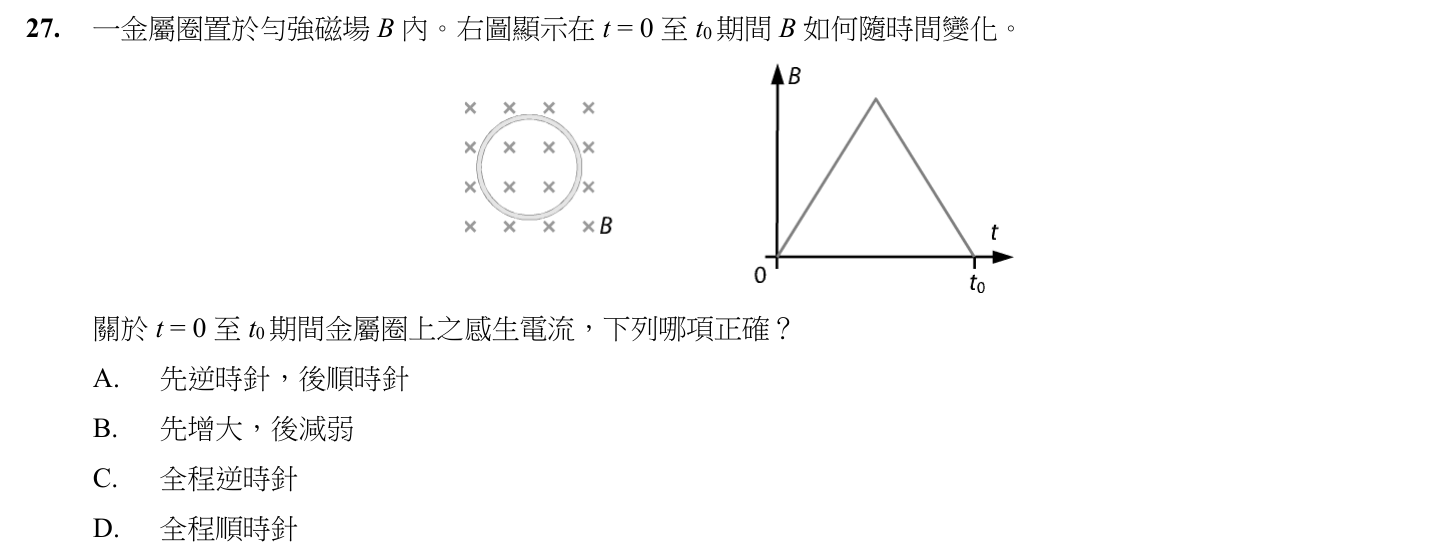 27. 一金屬圈置於勻強磁場 B 內。右圖顯示在 t = 0 至 t₀ 期間 B 如何隨時間變化。
B
B
t
0
t₀
關於 t = 0 至 t₀ 期間金屬圈上之感生電流，下列哪項正確？
A. 先逆時針，後順時針
B. 先增大，後減弱
C. 全程逆時針
D. 全程順時針